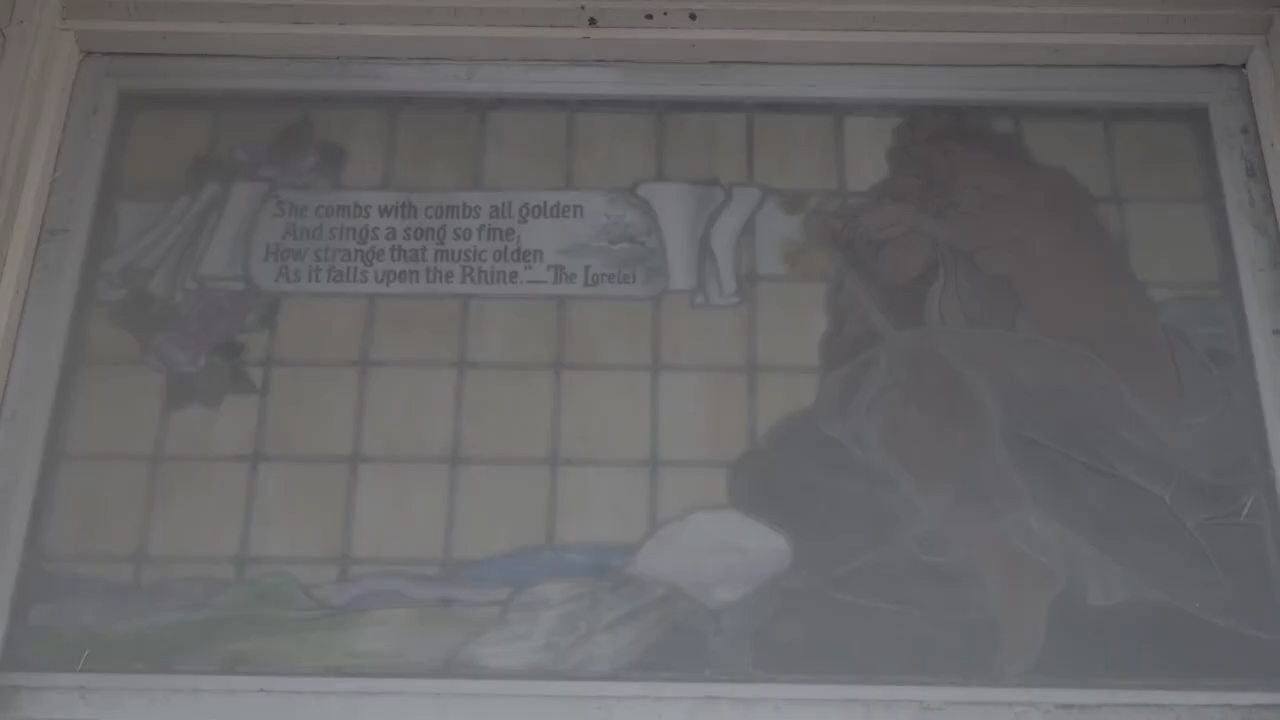 She combs with combs all golden
And sings a song so fine,
How strange that music olden
As it falls upon the Rhine."—The Lorelei